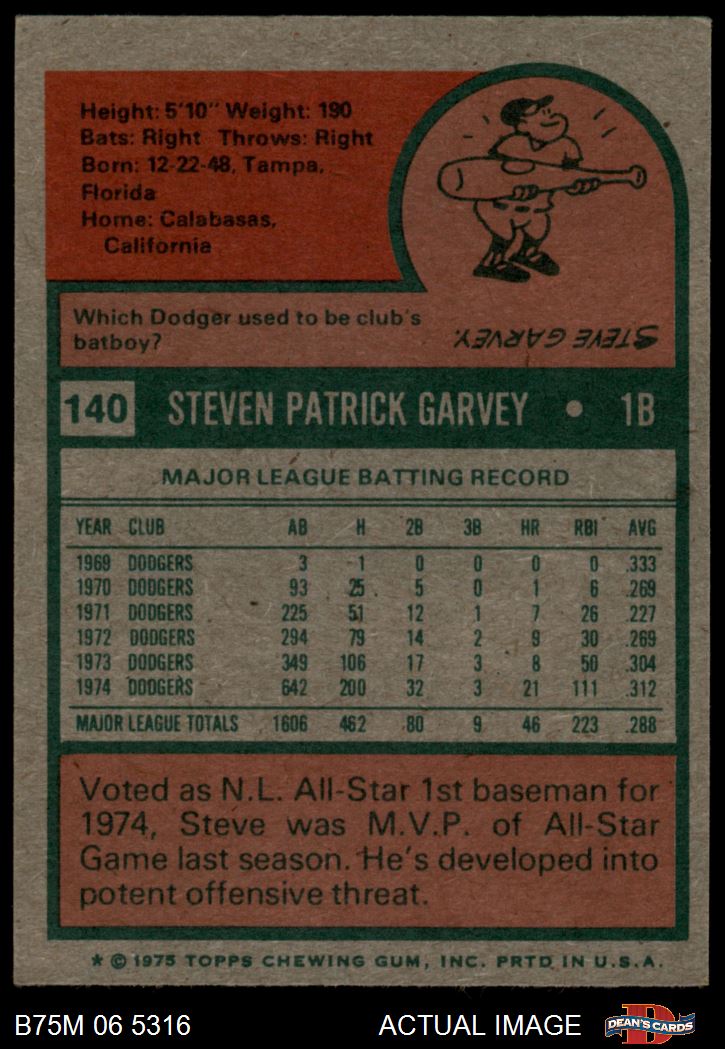 Height: 5'10" Weight: 190
Bats: Right Throws: Right
Born: 12-22-48, Tampa,
Florida
Home: Calabasas,
California
Which Dodger used to be club's
batboy?
STEVE GARVEY.
140 STEVEN PATRICK GARVEY • 1B
MAJOR LEAGUE BATTING RECORD
YEAR CLUB AB H 2B 3B HR RBI AVG
1969 DODGERS 3 1 0 0 0 0 .333
1970 DODGERS 93 25 5 0 1 6 .269
1971 DODGERS 225 51 12 1 7 26 .227
1972 DODGERS 294 79 14 2 9 30 .269
1973 DODGERS 349 106 17 3 8 50 .304
1974 DODGERS 642 200 32 3 21 111 .312
MAJOR LEAGUE TOTALS 1606 462 80 9 46 223 .288
Voted as N.L. All-Star 1st baseman for
1974, Steve was M.V.P. of All-Star
Game last season. He's developed into
potent offensive threat.
* © 1975 TOPPS CHEWING GUM, INC. PRTD IN U.S.A.
B75M 06 5316 ACTUAL IMAGE D DEAN'S CARDS